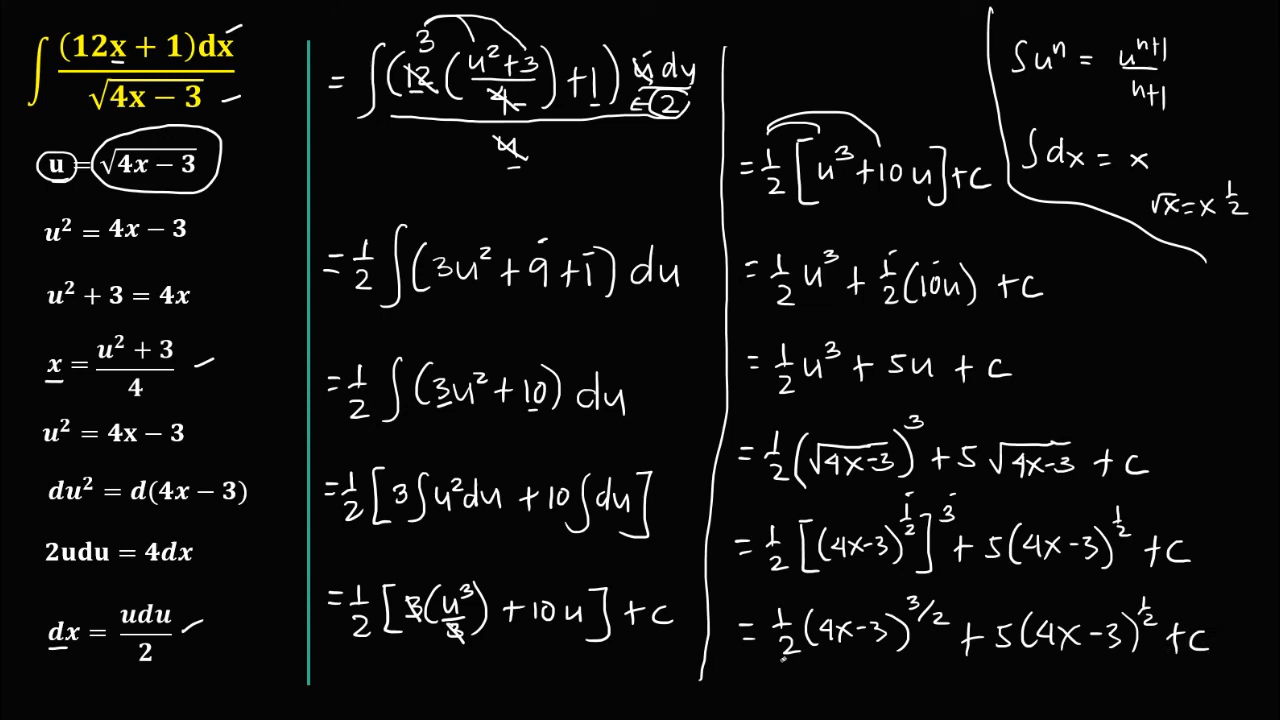 ∫ (12x + 1)dx / √(4x − 3)
u = √(4x − 3)
u² = 4x − 3
u² + 3 = 4x
x = (u² + 3) / 4
u² = 4x − 3
du² = d(4x − 3)
2udu = 4dx
dx = udu / 2
= ∫ (12 ((u² + 3) / 4) + 1) u du / 2 / u
3
= 1/2 ∫ (3u² + 9 + 1) du
= 1/2 ∫ (3u² + 10) du
= 1/2 [3∫u²du + 10∫du]
= 1/2 [3(u³/3) + 10u] + c
= 1/2 [u³ + 10u] + c
= 1/2 u³ + 1/2 (10u) + c
= 1/2 u³ + 5u + c
= 1/2 (√(4x−3))³ + 5√(4x−3) + c
= 1/2 [(4x−3)^(1/2)]³ + 5(4x−3)^(1/2) + c
= 1/2 (4x−3)^(3/2) + 5(4x−3)^(1/2) + c
∫uⁿ = uⁿ⁺¹ / n+1
∫dx = x
√x = x^(1/2)